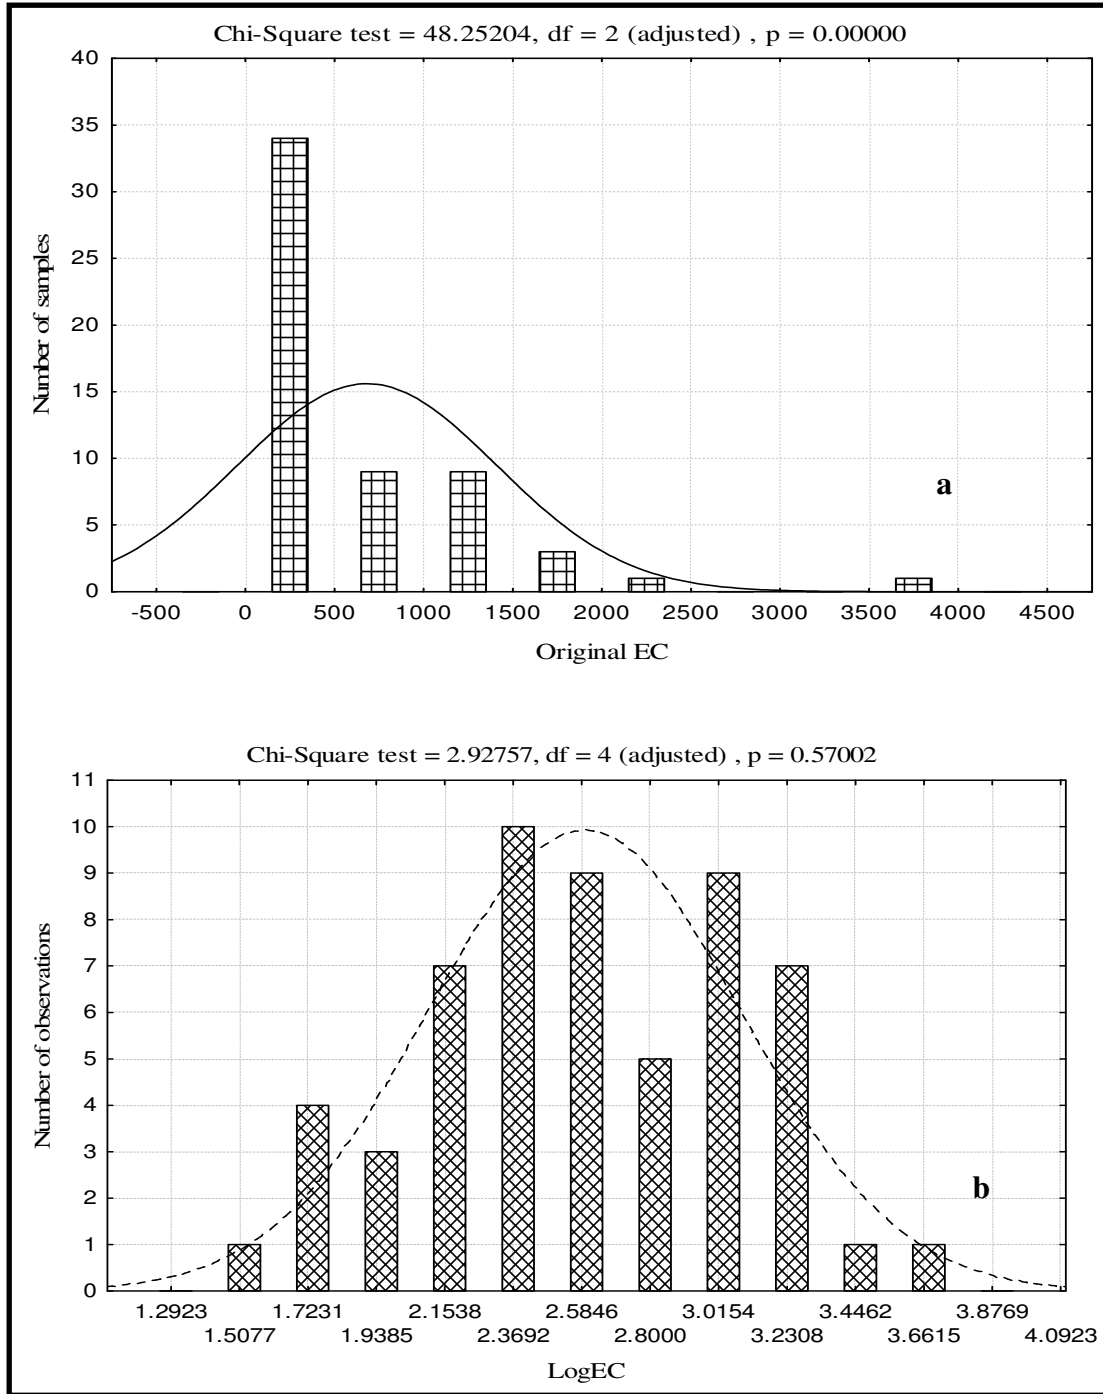 Chi-Square test = 48.25204, df = 2 (adjusted) , p = 0.00000
40
35
30
25
20
15
10
5
0
Number of samples
a
-500 0 500 1000 1500 2000 2500 3000 3500 4000 4500
Original EC
Chi-Square test = 2.92757, df = 4 (adjusted) , p = 0.57002
11
10
9
8
7
6
5
4
3
2
1
0
Number of observations
b
1.2923 1.7231 2.1538 2.5846 3.0154 3.4462 3.8769
1.5077 1.9385 2.3692 2.8000 3.2308 3.6615 4.0923
LogEC